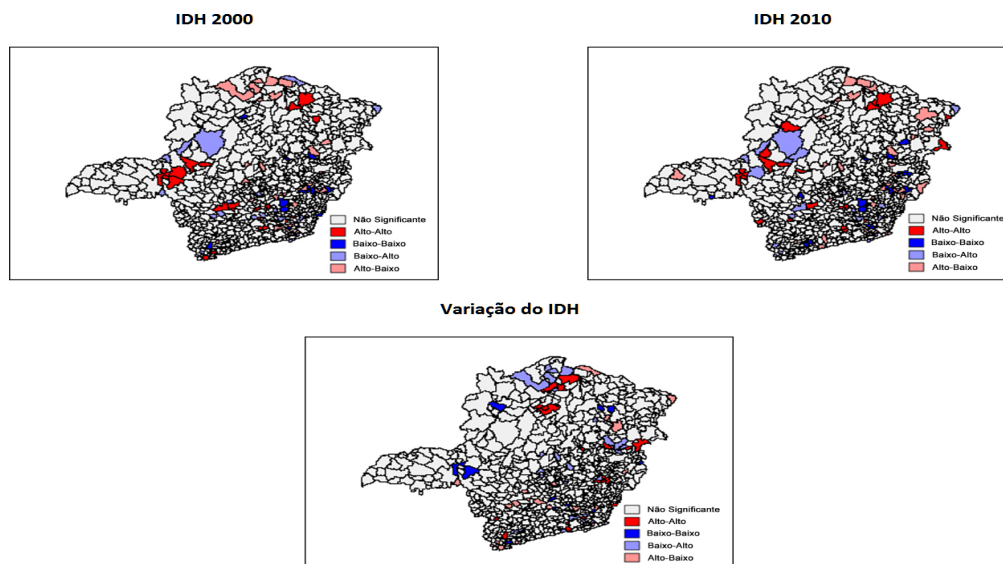 IDH 2000
IDH 2010
Não Significante
Alto-Alto
Baixo-Baixo
Baixo-Alto
Alto-Baixo
Não Significante
Alto-Alto
Baixo-Baixo
Baixo-Alto
Alto-Baixo
Variação do IDH
Não Significante
Alto-Alto
Baixo-Baixo
Baixo-Alto
Alto-Baixo